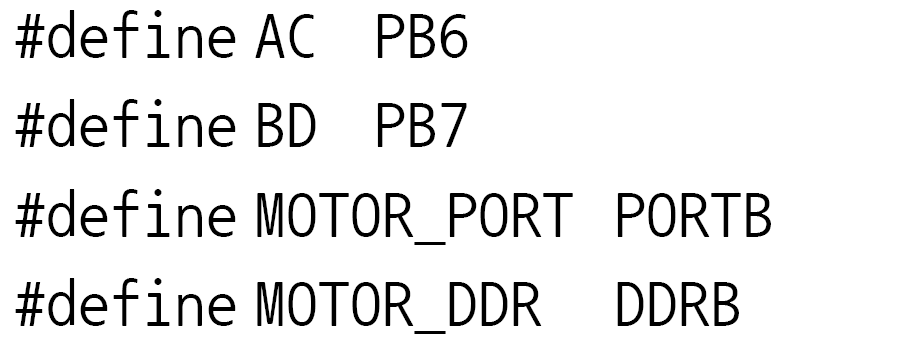 #define AC  PB6
#define BD  PB7
#define MOTOR_PORT  PORTB
#define MOTOR_DDR   DDRB